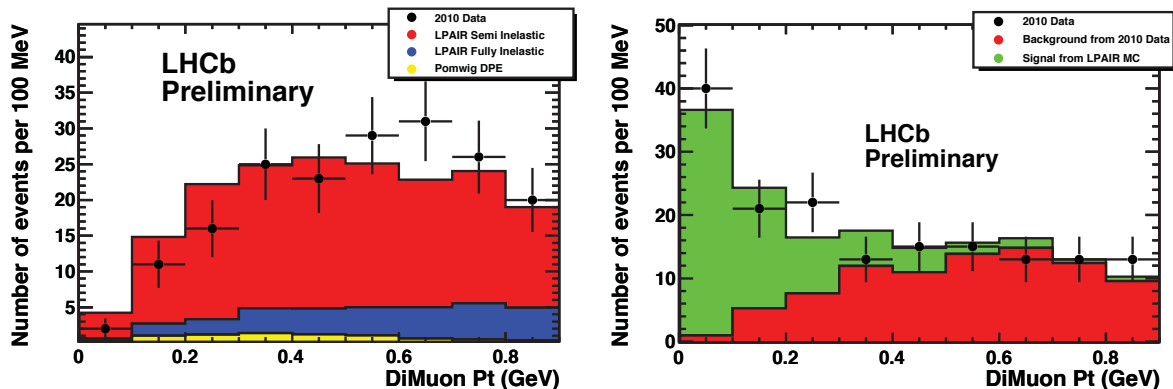 Number of events per 100 MeV
40
35
30
25
20
15
10
5
LHCb
Preliminary
2010 Data
LPAIR Semi Inelastic
LPAIR Fully Inelastic
Pomwig DPE
0
0.2
0.4
0.6
0.8
DiMuon Pt (GeV)
Number of events per 100 MeV
50
40
30
20
10
0
LHCb
Preliminary
2010 Data
Background from 2010 Data
Signal from LPAIR MC
0
0.2
0.4
0.6
0.8
DiMuon Pt (GeV)